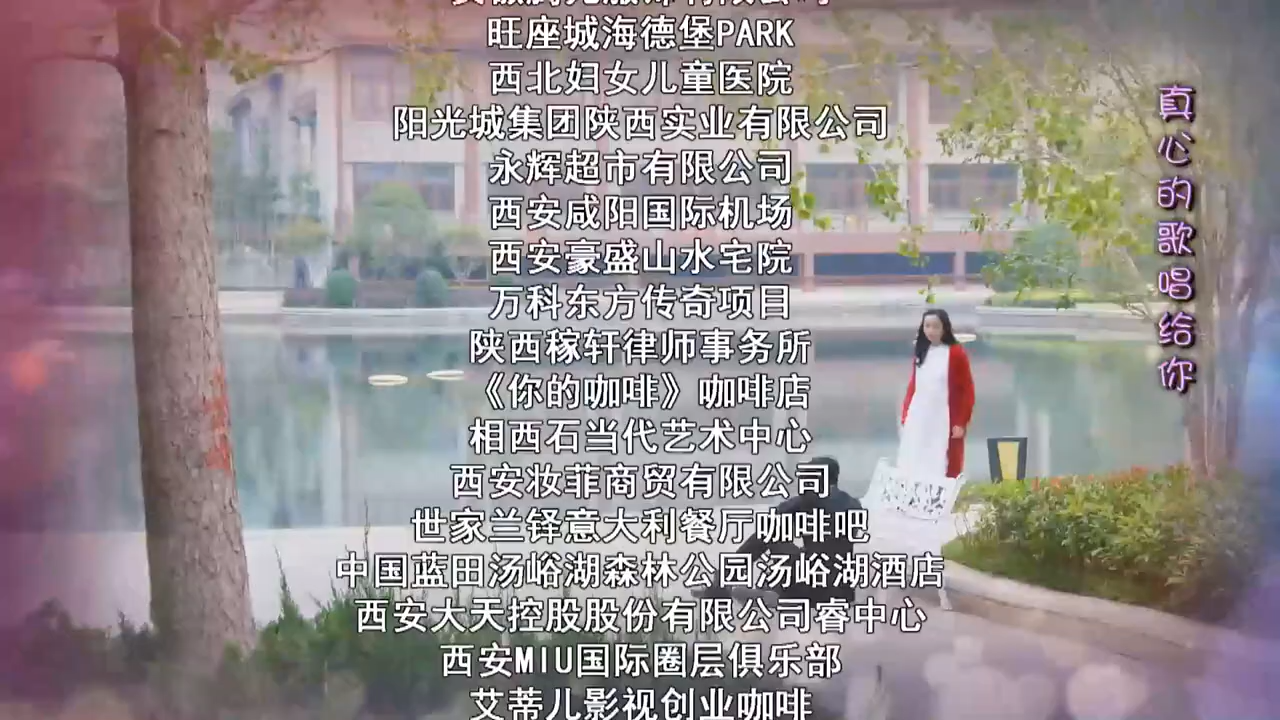 旺座城海德堡PARK
西北妇女儿童医院
阳光城集团陕西实业有限公司
永辉超市有限公司
西安咸阳国际机场
西安豪盛山水宅院
万科东方传奇项目
陕西稼轩律师事务所
《你的咖啡》咖啡店
相西石当代艺术中心
西安妆菲商贸有限公司
世家兰铎意大利餐厅咖啡吧
中国蓝田汤峪湖森林公园汤峪湖酒店
西安大天控股股份有限公司睿中心
西安MIU国际圈层俱乐部
艾蒂儿影视创业咖啡
真心的歌唱给你